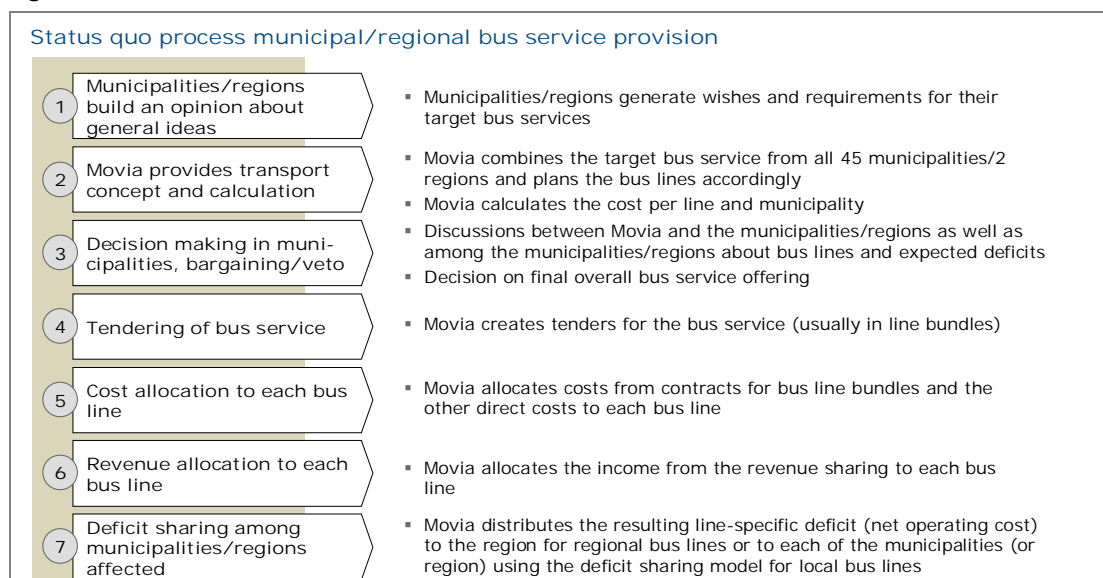 Status quo process municipal/regional bus service provision
1
Municipalities/regions
build an opinion about
general ideas
▪ Municipalities/regions generate wishes and requirements for their
target bus services
2
Movia provides transport
concept and calculation
▪ Movia combines the target bus service from all 45 municipalities/2
regions and plans the bus lines accordingly
▪ Movia calculates the cost per line and municipality
3
Decision making in muni-
cipalities, bargaining/veto
▪ Discussions between Movia and the municipalities/regions as well as
among the municipalities/regions about bus lines and expected deficits
▪ Decision on final overall bus service offering
4
Tendering of bus service
▪ Movia creates tenders for the bus service (usually in line bundles)
5
Cost allocation to each bus
line
▪ Movia allocates costs from contracts for bus line bundles and the
other direct costs to each bus line
6
Revenue allocation to each
bus line
▪ Movia allocates the income from the revenue sharing to each bus
line
7
Deficit sharing among
municipalities/regions
affected
▪ Movia distributes the resulting line-specific deficit (net operating cost)
to the region for regional bus lines or to each of the municipalities (or
region) using the deficit sharing model for local bus lines